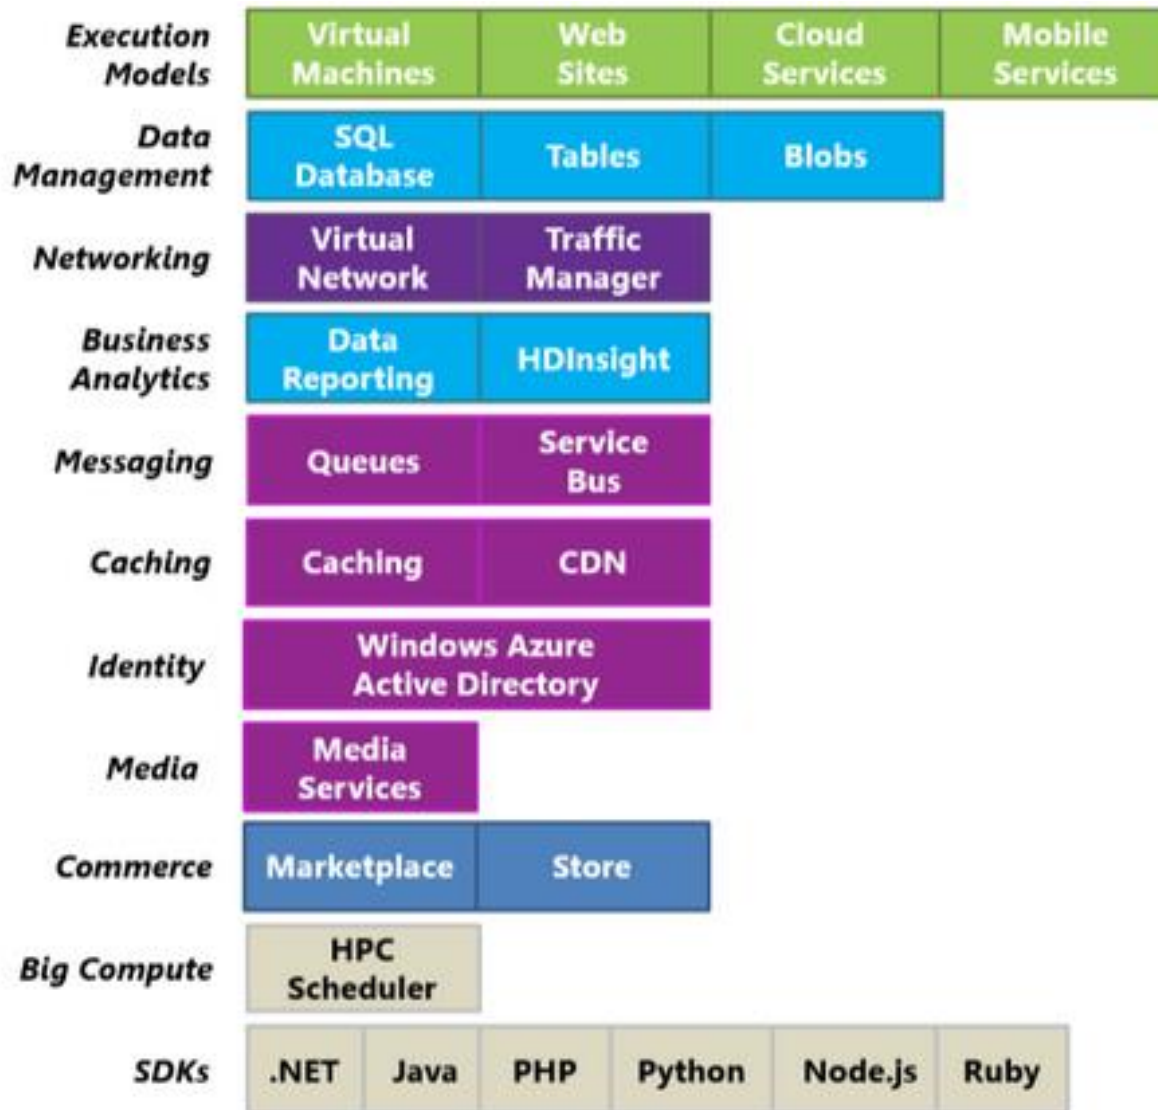 Execution Models
Virtual Machines
Web Sites
Cloud Services
Mobile Services
Data Management
SQL Database
Tables
Blobs
Networking
Virtual Network
Traffic Manager
Business Analytics
Data Reporting
HDInsight
Messaging
Queues
Service Bus
Caching
Caching
CDN
Identity
Windows Azure
Active Directory
Media
Media Services
Commerce
Marketplace
Store
Big Compute
HPC Scheduler
SDKs
.NET
Java
PHP
Python
Node.js
Ruby